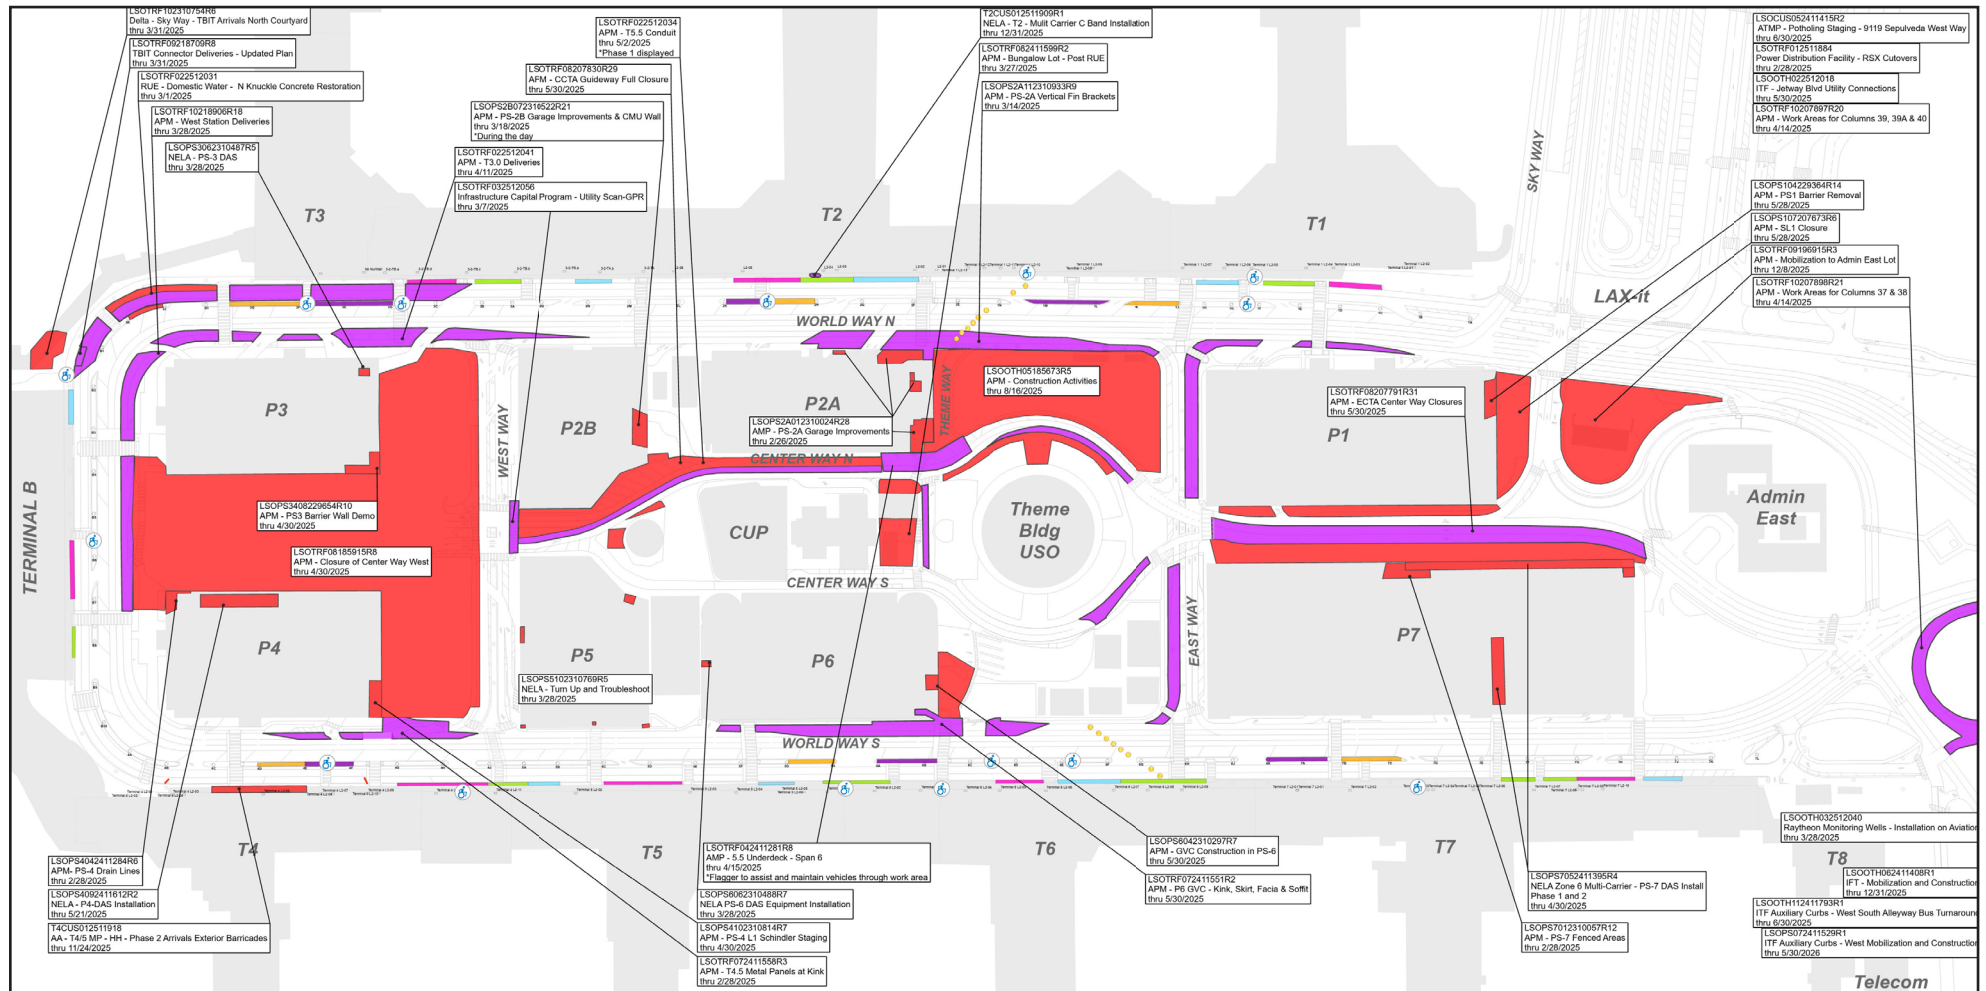 LSOTRF102310754R6
Delta - Sky Way - TBIT Arrivals North Courtyard
thru 3/31/2025
LSOTRF09218709R8
TBIT Connector Deliveries - Updated Plan
thru 3/31/2025
LSOTRF022512031
RUE - Domestic Water - N Knuckle Concrete Restoration
thru 3/1/2025
LSOTRF10218906R18
APM - West Station Deliveries
thru 3/28/2025
LSOPS3062310487R5
NELA - PS-3 DAS
thru 3/28/2025
LSOTRF022512034
APM - T5.5 Conduit
thru 5/2/2025
*Phase 1 displayed
LSOTRF08207830R29
AFM - CCTA Guideway Full Closure
thru 5/30/2025
LSOPS2B072316522R21
APM - PS-2B Garage Improvements & CMU Wall
thru 3/18/2025
*During the day
LSOTRF022512041
APM - T3.0 Deliveries
thru 4/11/2025
LSOTRF032512056
Infrastructure Capital Program - Utility Scan-GPR
thru 3/7/2025
T2CUS012511909R1
NELA - T2 - Mulit Carrier C Band Installation
thru 12/31/2025
LSOTRF082411599R2
APM - Bungalow Lot - Post RUE
thru 3/27/2025
LSOPS2A112310933R9
APM - PS-2A Vertical Fin Brackets
thru 3/14/2025
LSOCUS052411415R2
ATMP - Potholing Staging - 9119 Sepulveda West Way
thru 6/30/2025
LSOTRF012511884
Power Distribution Facility - RSX Cutovers
thru 2/28/2025
LSOOTH022512018
ITF - Jetway Blvd Utility Connections
thru 5/30/2025
LSOTRF10207897R20
APM - Work Areas for Columns 39, 39A & 40
thru 4/14/2025
LSOPS104229364R14
APM - PS1 Barrier Removal
thru 5/28/2025
LSOPS107207673R6
APM - SL1 Closure
thru 5/28/2025
LSOTRF09196915R3
APM - Mobilization to Admin East Lot
thru 12/8/2025
LSOTRF10207898R21
APM - Work Areas for Columns 37 & 38
thru 4/14/2025
T3
T2
T1
SKY WAY
LAX-it
WORLD WAY N
P3
P2B
P2A
THEME WAY
LSOOTH05185673R5
APM - Construction Activities
thru 8/16/2025
LSOPS2A012310024R28
AMP - PS-2A Garage Improvements
thru 2/26/2025
LSOTRF08207791R31
APM - ECTA Center Way Closures
thru 5/30/2025
P1
WEST WAY
CENTER WAY N
TERMINAL B
LSOPS3408229654R10
APM - PS3 Barrier Wall Demo
thru 4/30/2025
LSOTRF08185915R8
APM - Closure of Center Way West
thru 4/30/2025
CUP
Theme
Bldg
USO
Admin
East
CENTER WAY S
P4
P5
P6
EAST WAY
P7
LSOPS5102310769R5
NELA - Turn Up and Troubleshoot
thru 3/28/2025
WORLD WAY S
T4
T5
T6
T7
T8
LSOPS4042411284R6
APM- PS-4 Drain Lines
thru 2/28/2025
LSOPS4092411612R2
NELA - P4-DAS Installation
thru 5/21/2025
T4CUS012511918
AA - T4/5 MP - HH - Phase 2 Arrivals Exterior Barricades
thru 11/24/2025
LSOTRF042411281R8
AMP - 5.5 Underdeck - Span 6
thru 4/15/2025
*Flagger to assist and maintain vehicles through work area
LSOPS6062310488R7
NELA PS-6 DAS Equipment Installation
thru 3/28/2025
LSOPS4102310814R7
APM - PS-4 L1 Schindler Staging
thru 4/30/2025
LSOTRF072411558R3
APM - T4.5 Metal Panels at Kink
thru 2/28/2025
LSOPS6042310297R7
APM - GVC Construction in PS-6
thru 5/30/2025
LSOTRF072411551R2
APM - P6 GVC - Kink, Skirt, Facia & Soffit
thru 5/30/2025
LSOPS7052411395R4
NELA Zone 6 Multi-Carrier - PS-7 DAS Install
Phase 1 and 2
thru 4/30/2025
LSOPS7012310057R12
APM - PS-7 Fenced Areas
thru 2/28/2025
LSOOTH032512040
Raytheon Monitoring Wells - Installation on Aviation
thru 3/28/2025
LSOOTH062411408R1
IFT - Mobilization and Construction
thru 12/31/2025
LSOOTH112411793R1
ITF Auxiliary Curbs - West South Alleyway Bus Turnaround
thru 6/30/2025
LSOPS072411529R1
ITF Auxiliary Curbs - West Mobilization and Construction
thru 5/30/2026
Telecom